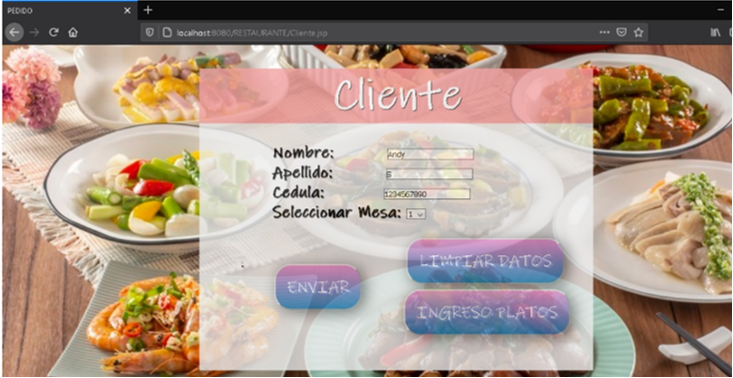 PEDIDO
localhost:8080/RESTAURANTE/Cliente.jsp
Cliente
Nombre: Andy
Apellido: S
Cedula: 1234567890
Seleccionar Mesa: 1
LIMPIAR DATOS
ENVIAR
INGRESO PLATOS